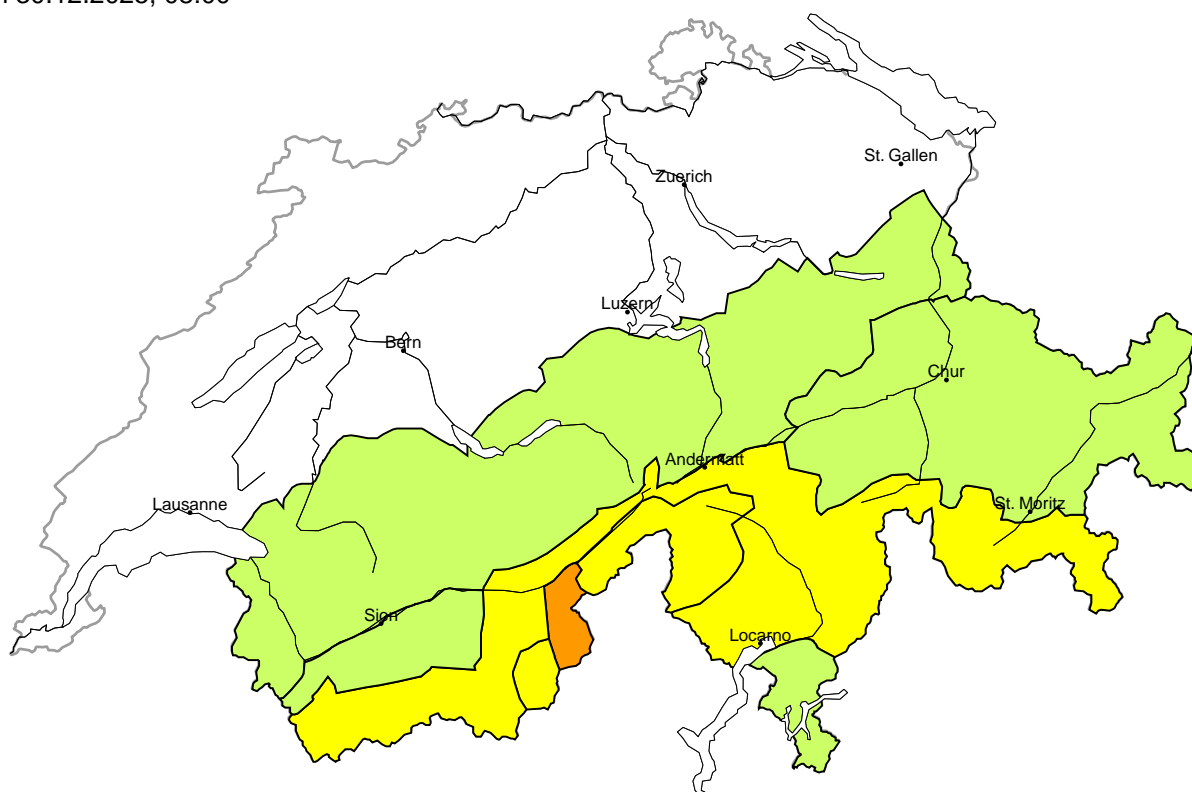 St. Gallen
Zuerich
Luzern
Bern
Chur
Andermatt
Lausanne
St. Moritz
Sion
Locarno